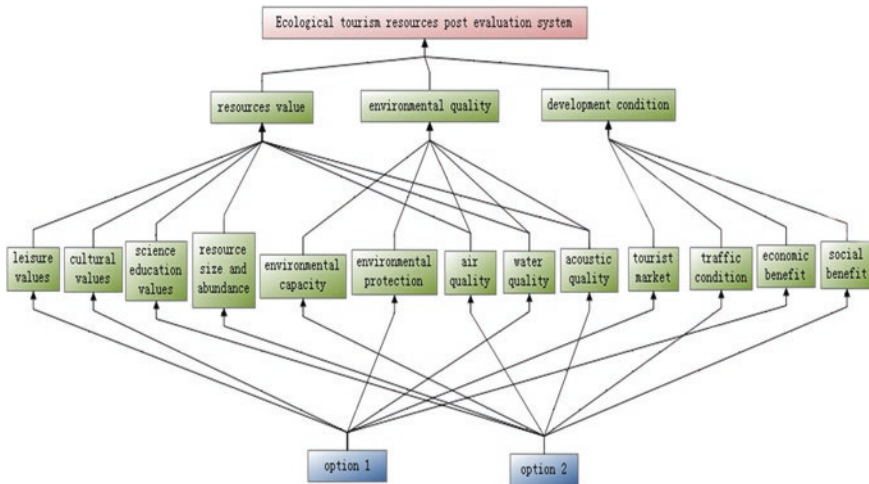 Ecological tourism resources post evaluation system
resources value
environmental quality
development condition
leisure
values
cultural
values
science
education
values
resource
size and
abundance
environmental
capacity
environmental
protection
air
quality
water
quality
acoustic
quality
tourist
market
traffic
condition
economic
benefit
social
benefit
option 1
option 2